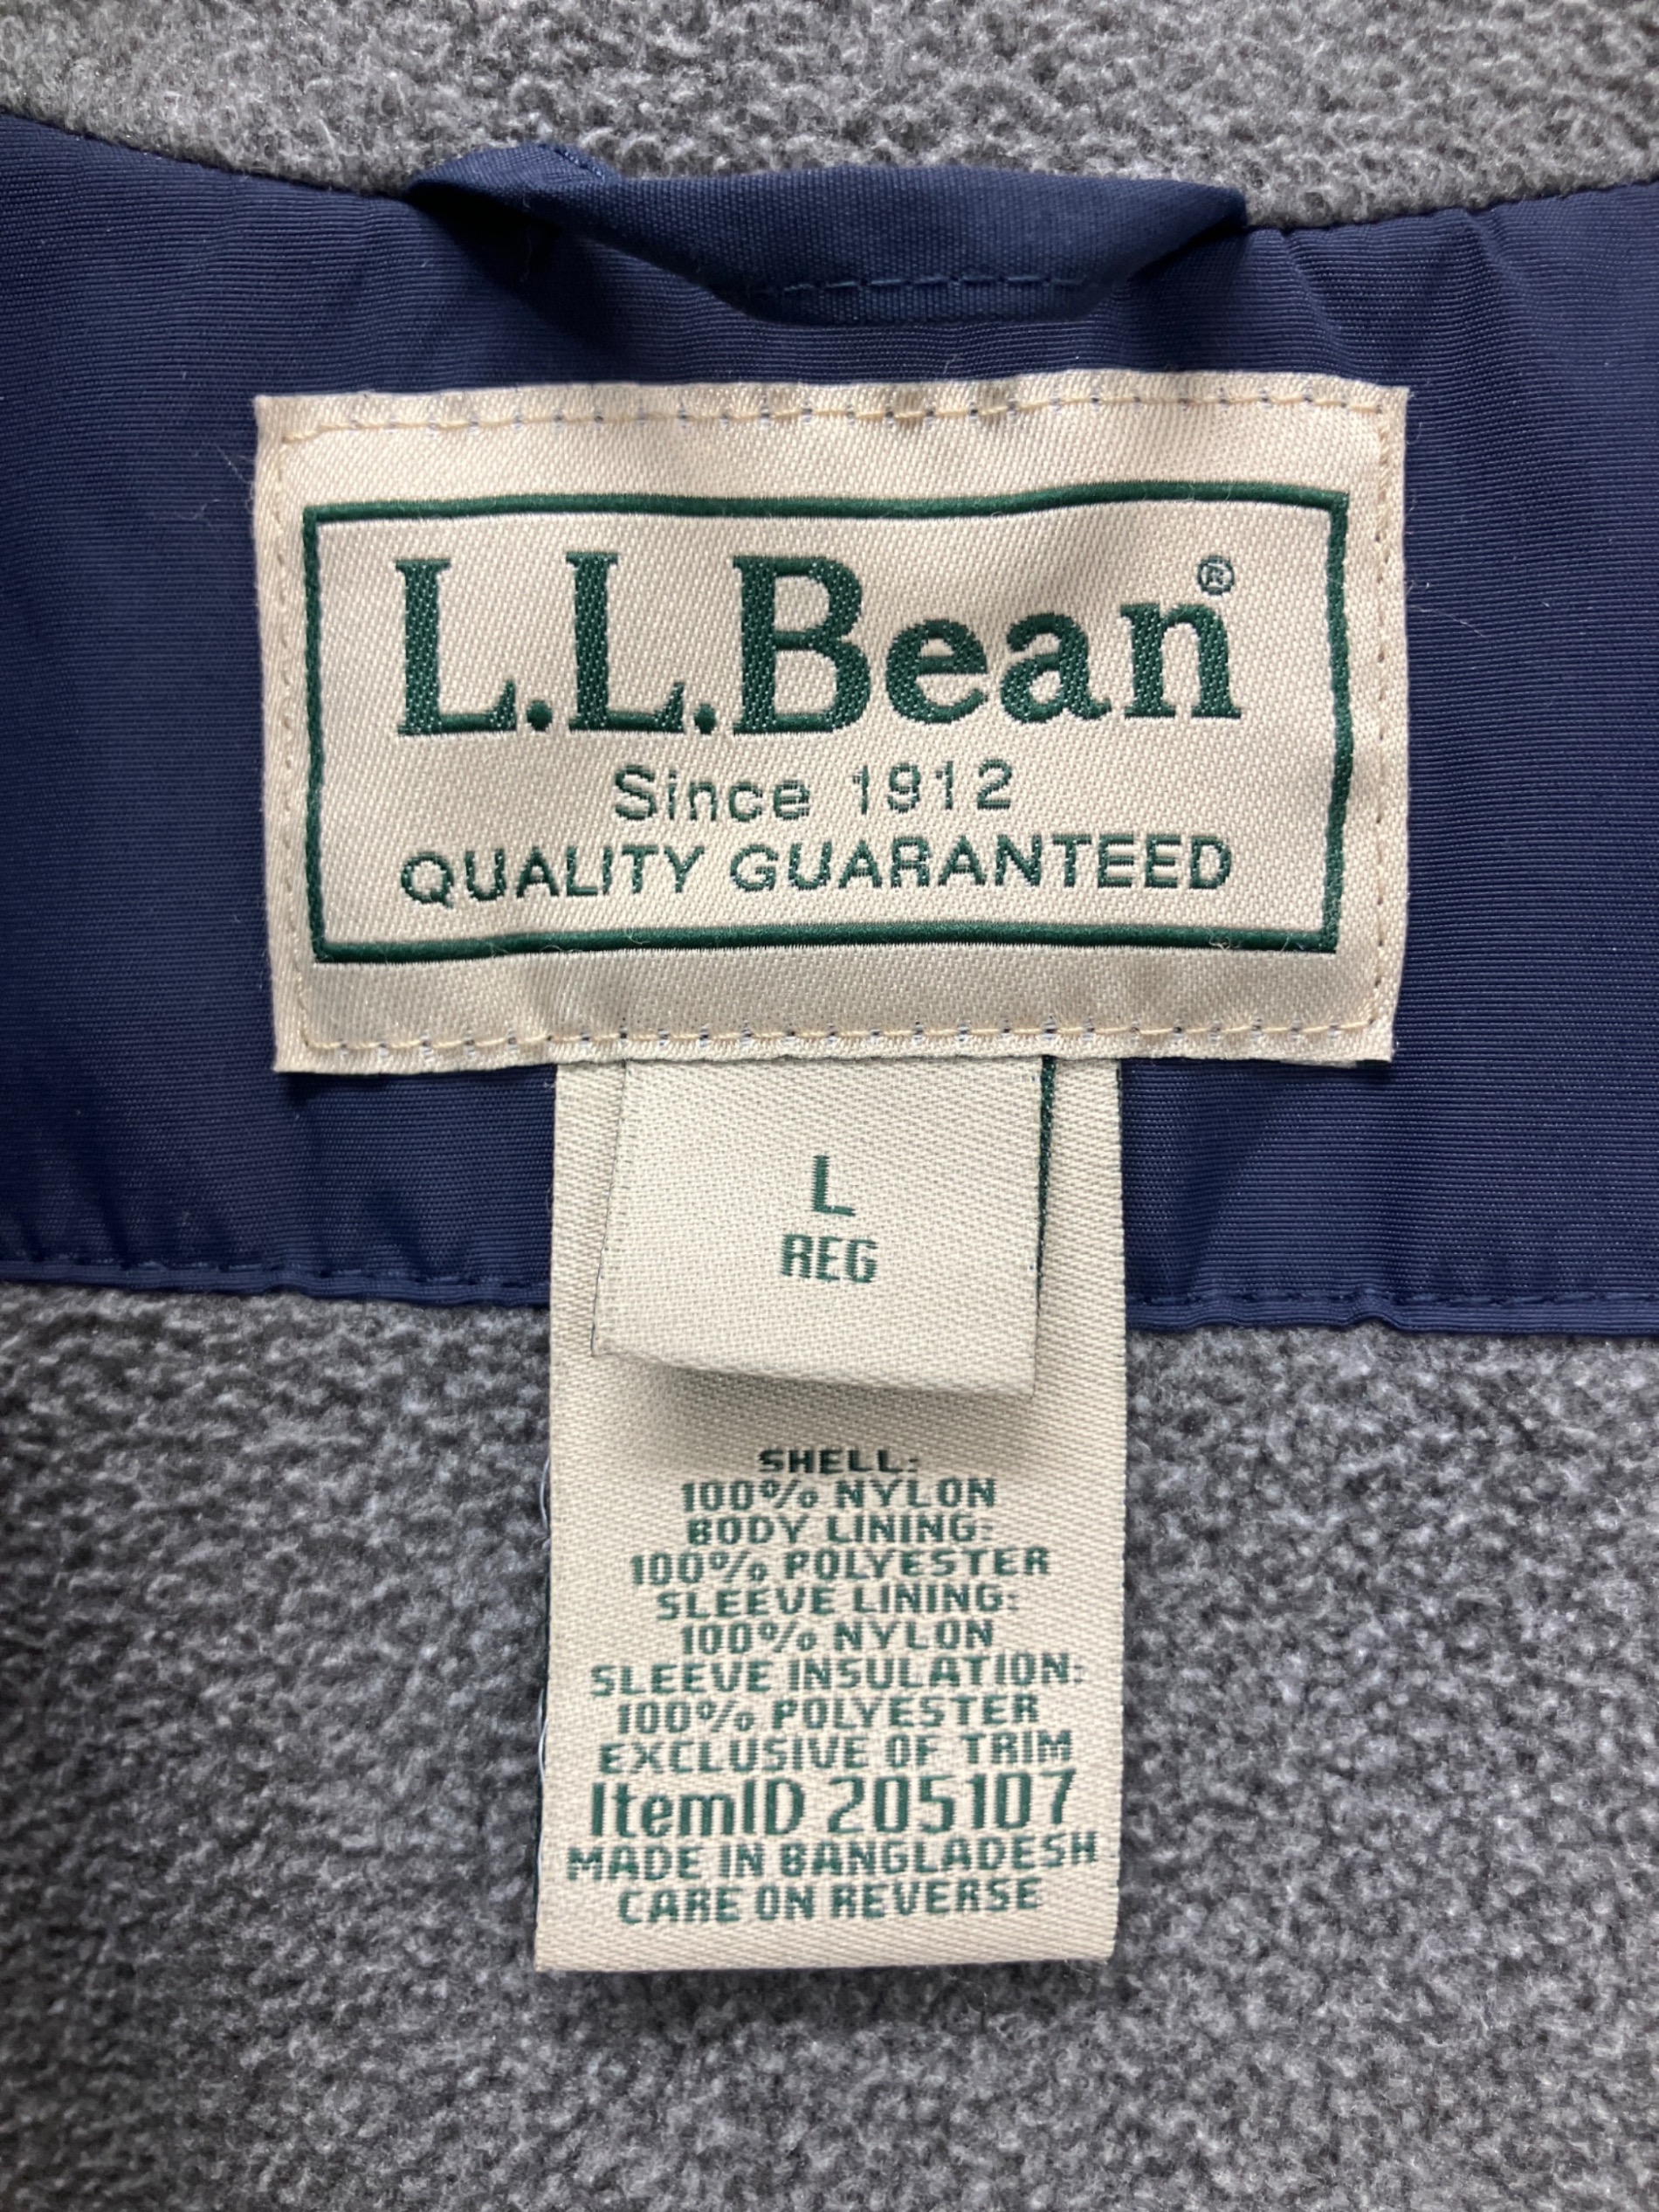 L.L.Bean®
Since 1912
QUALITY GUARANTEED
L
REG
SHELL:
100% NYLON
BODY LINING:
100% POLYESTER
SLEEVE LINING:
100% NYLON
SLEEVE INSULATION:
100% POLYESTER
EXCLUSIVE OF TRIM
ItemID 205107
MADE IN BANGLADESH
CARE ON REVERSE